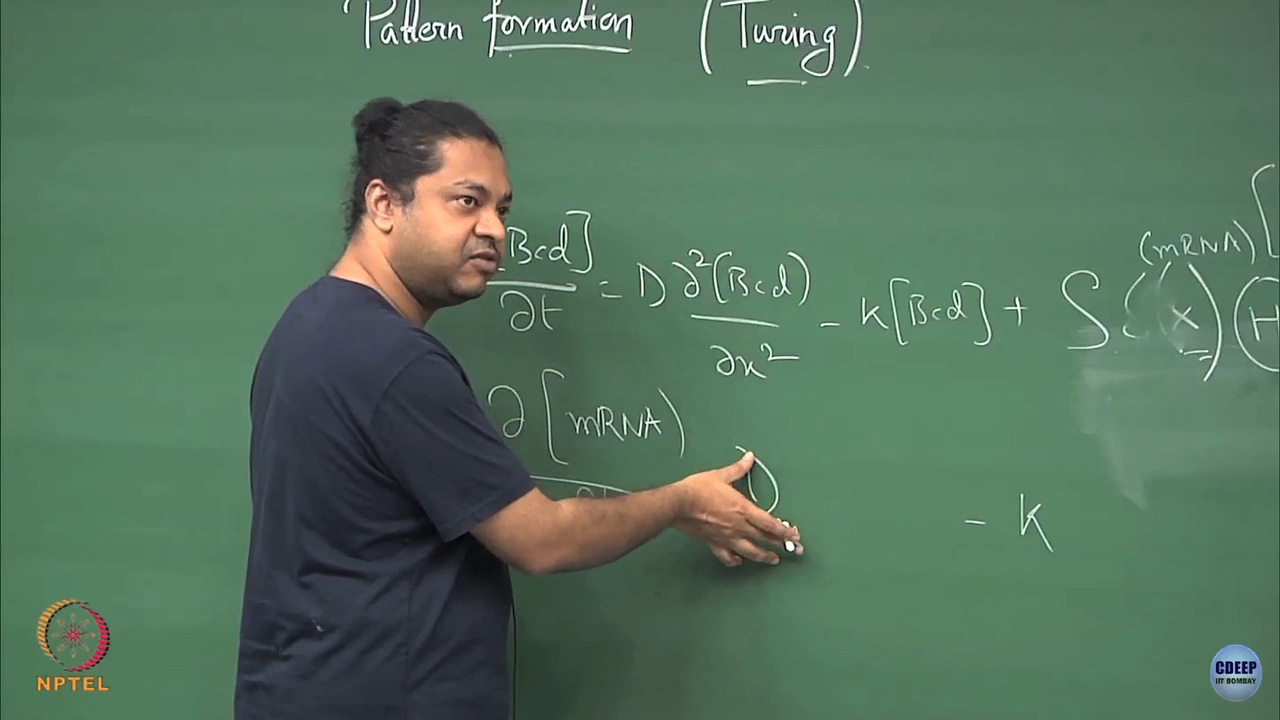 Pattern formation (Turing)
[Bcd]
∂t
= D ∂²[Bcd]
∂x²
- k[Bcd] + S(x)(H
(mRNA) [
∂[mRNA]
D
- k
NPTEL
CDEEP
IIT BOMBAY